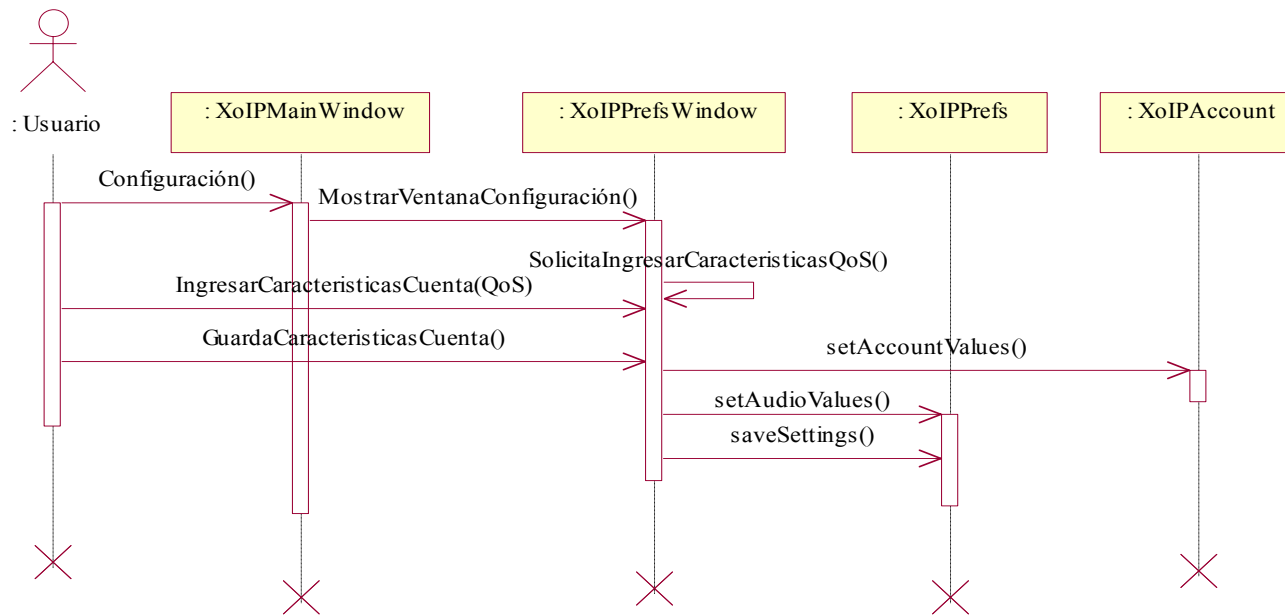 : Usuario
: XoIPMainWindow
: XoIPPrefsWindow
: XoIPPrefs
: XoIPAccount
Configuración()
MostrarVentanaConfiguración()
SolicitaIngresarCaracteristicasQoS()
IngresarCaracteristicasCuenta(QoS)
GuardaCaracteristicasCuenta()
setAccountValues()
setAudioValues()
saveSettings()